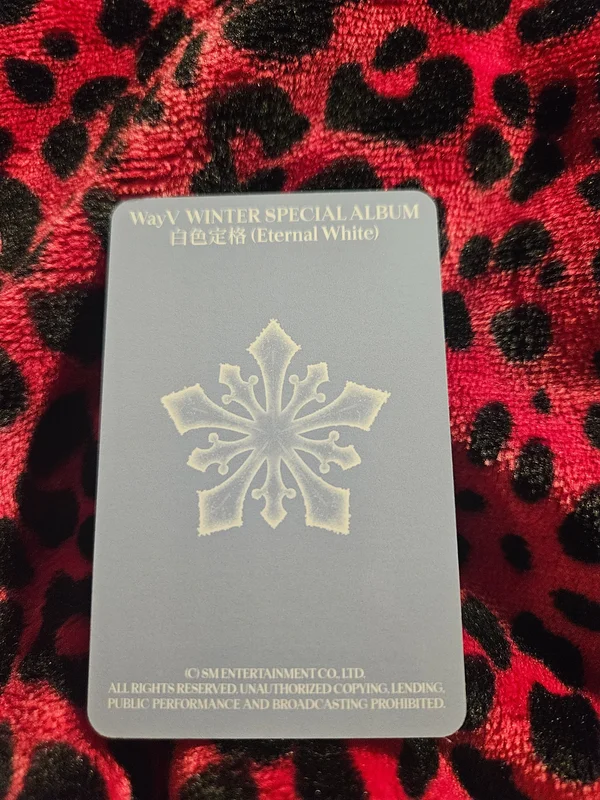 WayV WINTER SPECIAL ALBUM
白色定格 (Eternal White)
(C) SM ENTERTAINMENT CO., LTD.
ALL RIGHTS RESERVED. UNAUTHORIZED COPYING, LENDING,
PUBLIC PERFORMANCE AND BROADCASTING PROHIBITED.